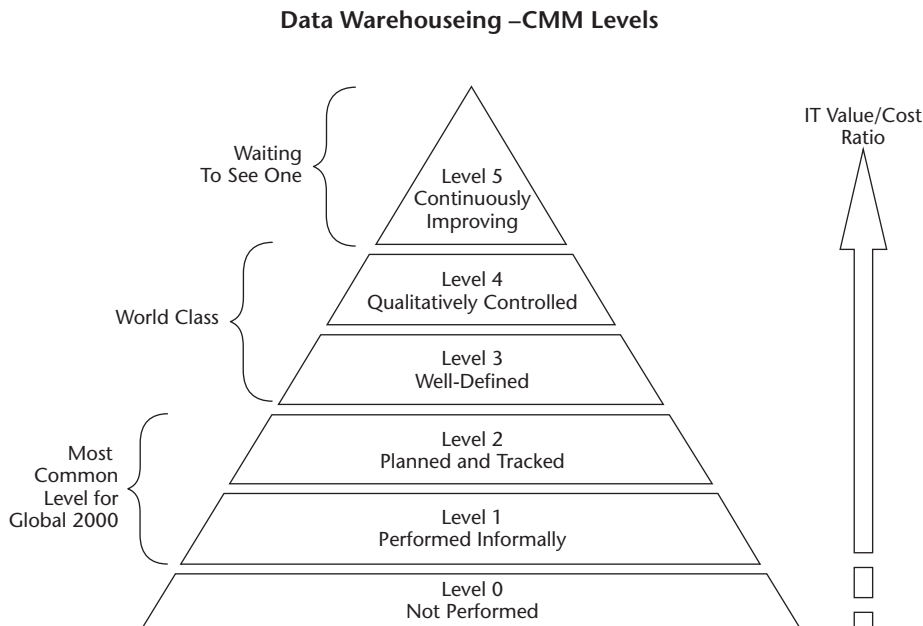 Data Warehouseing –CMM Levels
IT Value/Cost
Ratio
Waiting
To See One
Level 5
Continuously
Improving
World Class
Level 4
Qualitatively Controlled
Level 3
Well-Defined
Most
Common
Level for
Global 2000
Level 2
Planned and Tracked
Level 1
Performed Informally
Level 0
Not Performed